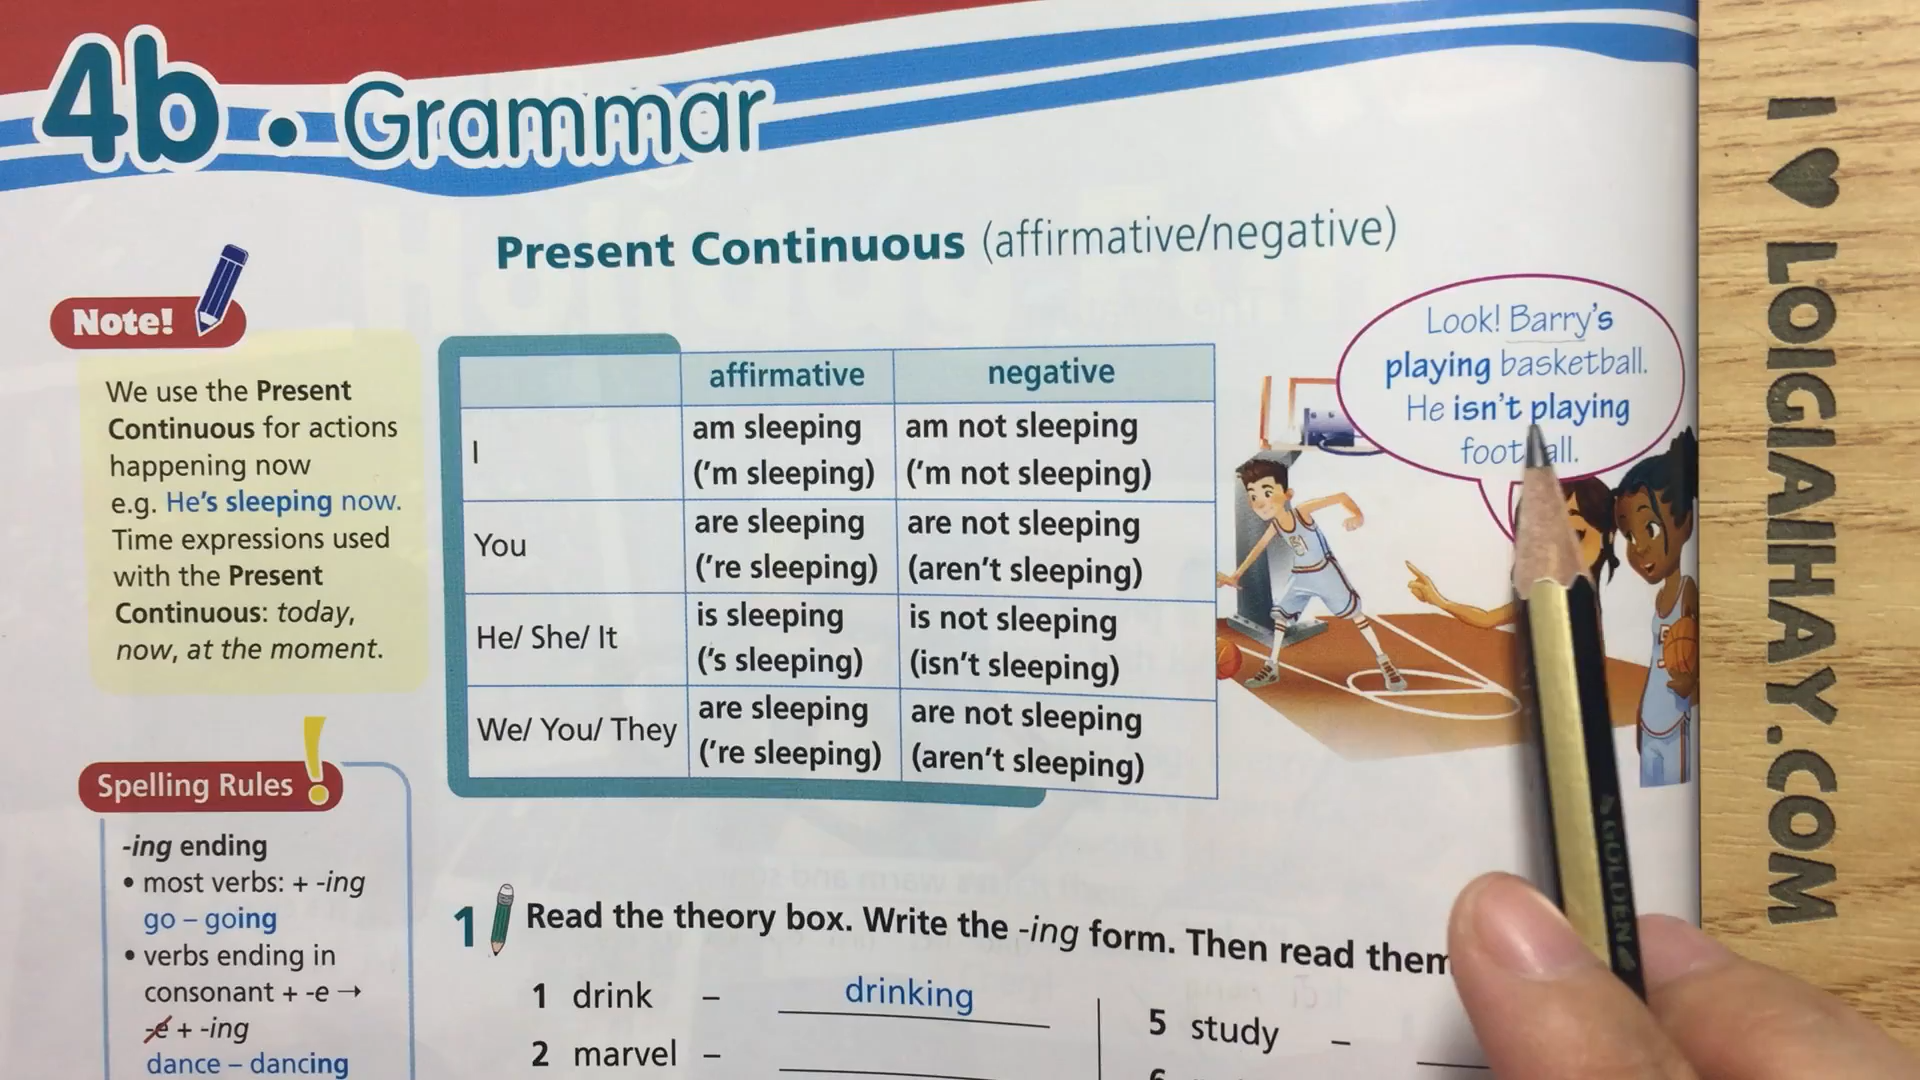 4b • Grammar
Present Continuous (affirmative/negative)
Note!
We use the Present
Continuous for actions
happening now
e.g. He's sleeping now.
Time expressions used
with the Present
Continuous: today,
now, at the moment.
Spelling Rules !
-ing ending
• most verbs: + -ing
go – going
• verbs ending in
consonant + -e →
-e + -ing
dance – dancing
affirmative negative
I am sleeping am not sleeping
('m sleeping) ('m not sleeping)
You are sleeping are not sleeping
('re sleeping) (aren't sleeping)
He/ She/ It is sleeping is not sleeping
('s sleeping) (isn't sleeping)
We/ You/ They are sleeping are not sleeping
('re sleeping) (aren't sleeping)
Look! Barry's
playing basketball.
He isn't playing
football.
1 Read the theory box. Write the -ing form. Then read them
1 drink – drinking
2 marvel –
5 study –
6
I ♥ LOIGIAIHAY.COM
GOLDEN